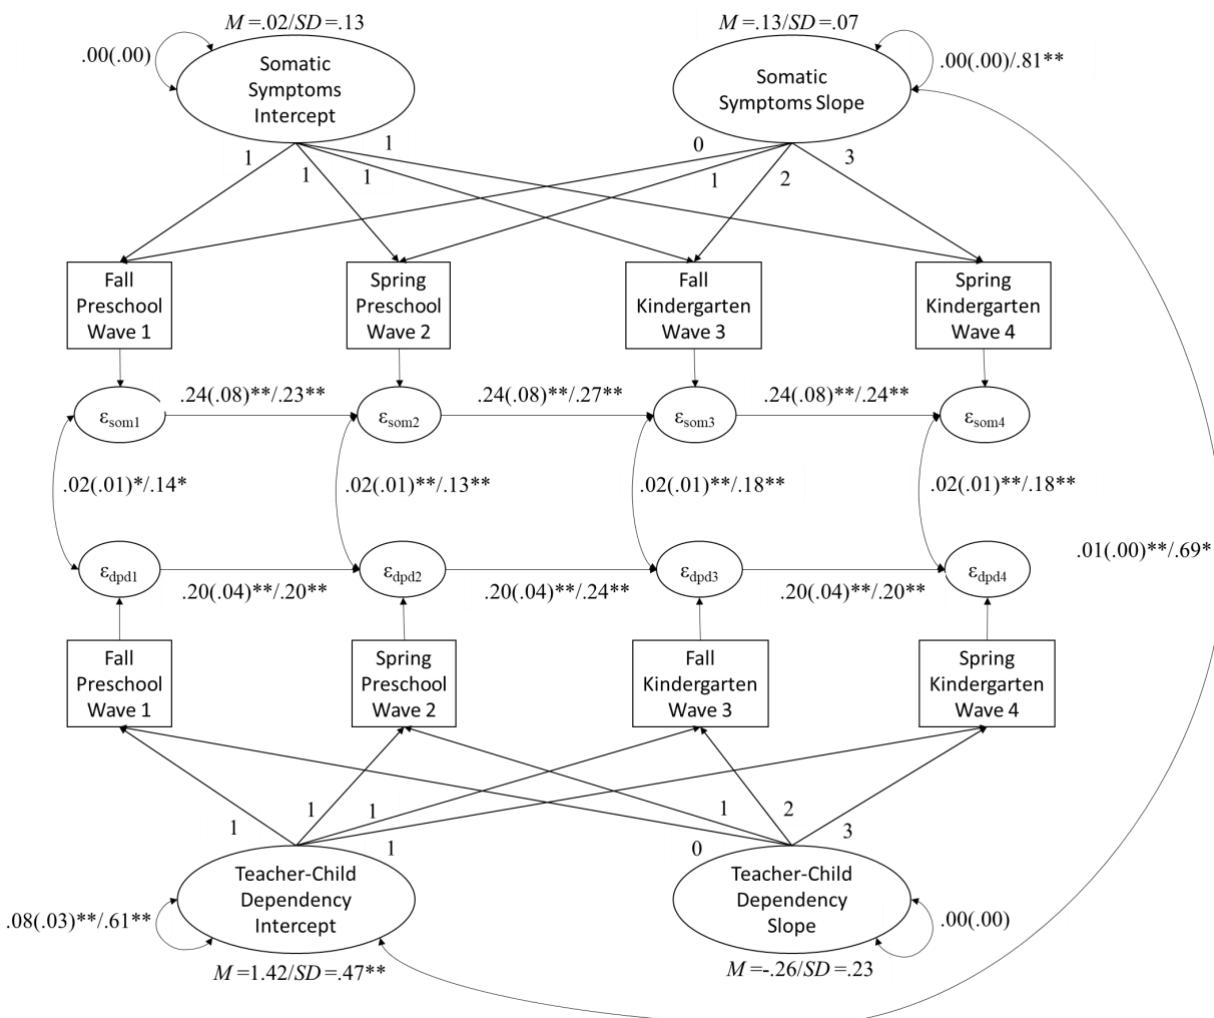 M =.02/SD =.13
M =.13/SD =.07
.00(.00)
Somatic
Symptoms
Intercept
Somatic
Symptoms Slope
.00(.00)/.81**
1
1
1
1
0
1
2
3
Fall
Preschool
Wave 1
Spring
Preschool
Wave 2
Fall
Kindergarten
Wave 3
Spring
Kindergarten
Wave 4
εsom1
.24(.08)**/.23**
εsom2
.24(.08)**/.27**
εsom3
.24(.08)**/.24**
εsom4
.02(.01)*/.14*
.02(.01)**/.13**
.02(.01)**/.18**
.02(.01)**/.18**
.01(.00)**/.69*
εdpd1
.20(.04)**/.20**
εdpd2
.20(.04)**/.24**
εdpd3
.20(.04)**/.20**
εdpd4
Fall
Preschool
Wave 1
Spring
Preschool
Wave 2
Fall
Kindergarten
Wave 3
Spring
Kindergarten
Wave 4
1
1
1
1
0
1
2
3
Teacher-Child
Dependency
Intercept
Teacher-Child
Dependency
Slope
.08(.03)**/.61**
.00(.00)
M =1.42/SD =.47**
M =-.26/SD =.23